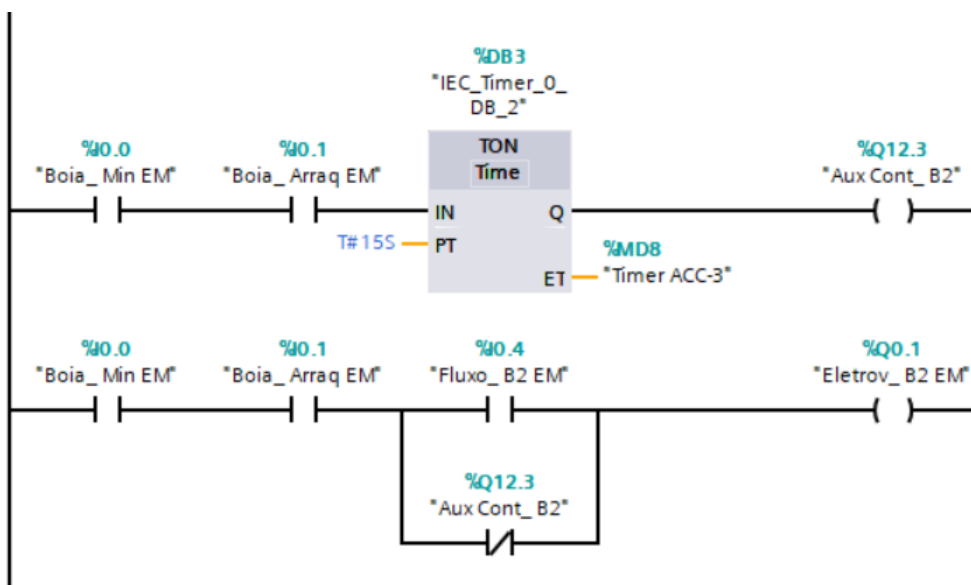 %DB3
"IEC_Timer_0_
DB_2"
%I0.0
"Boia_ Min EM"
%I0.1
"Boia_ Arraq EM"
TON
Time
%Q12.3
"Aux Cont_ B2"
IN
Q
T#15S
PT
%MD8
ET
"Timer ACC-3"
%I0.0
"Boia_ Min EM"
%I0.1
"Boia_ Arraq EM"
%I0.4
"Fluxo_ B2 EM"
%Q0.1
"Eletrov_ B2 EM"
%Q12.3
"Aux Cont_ B2"